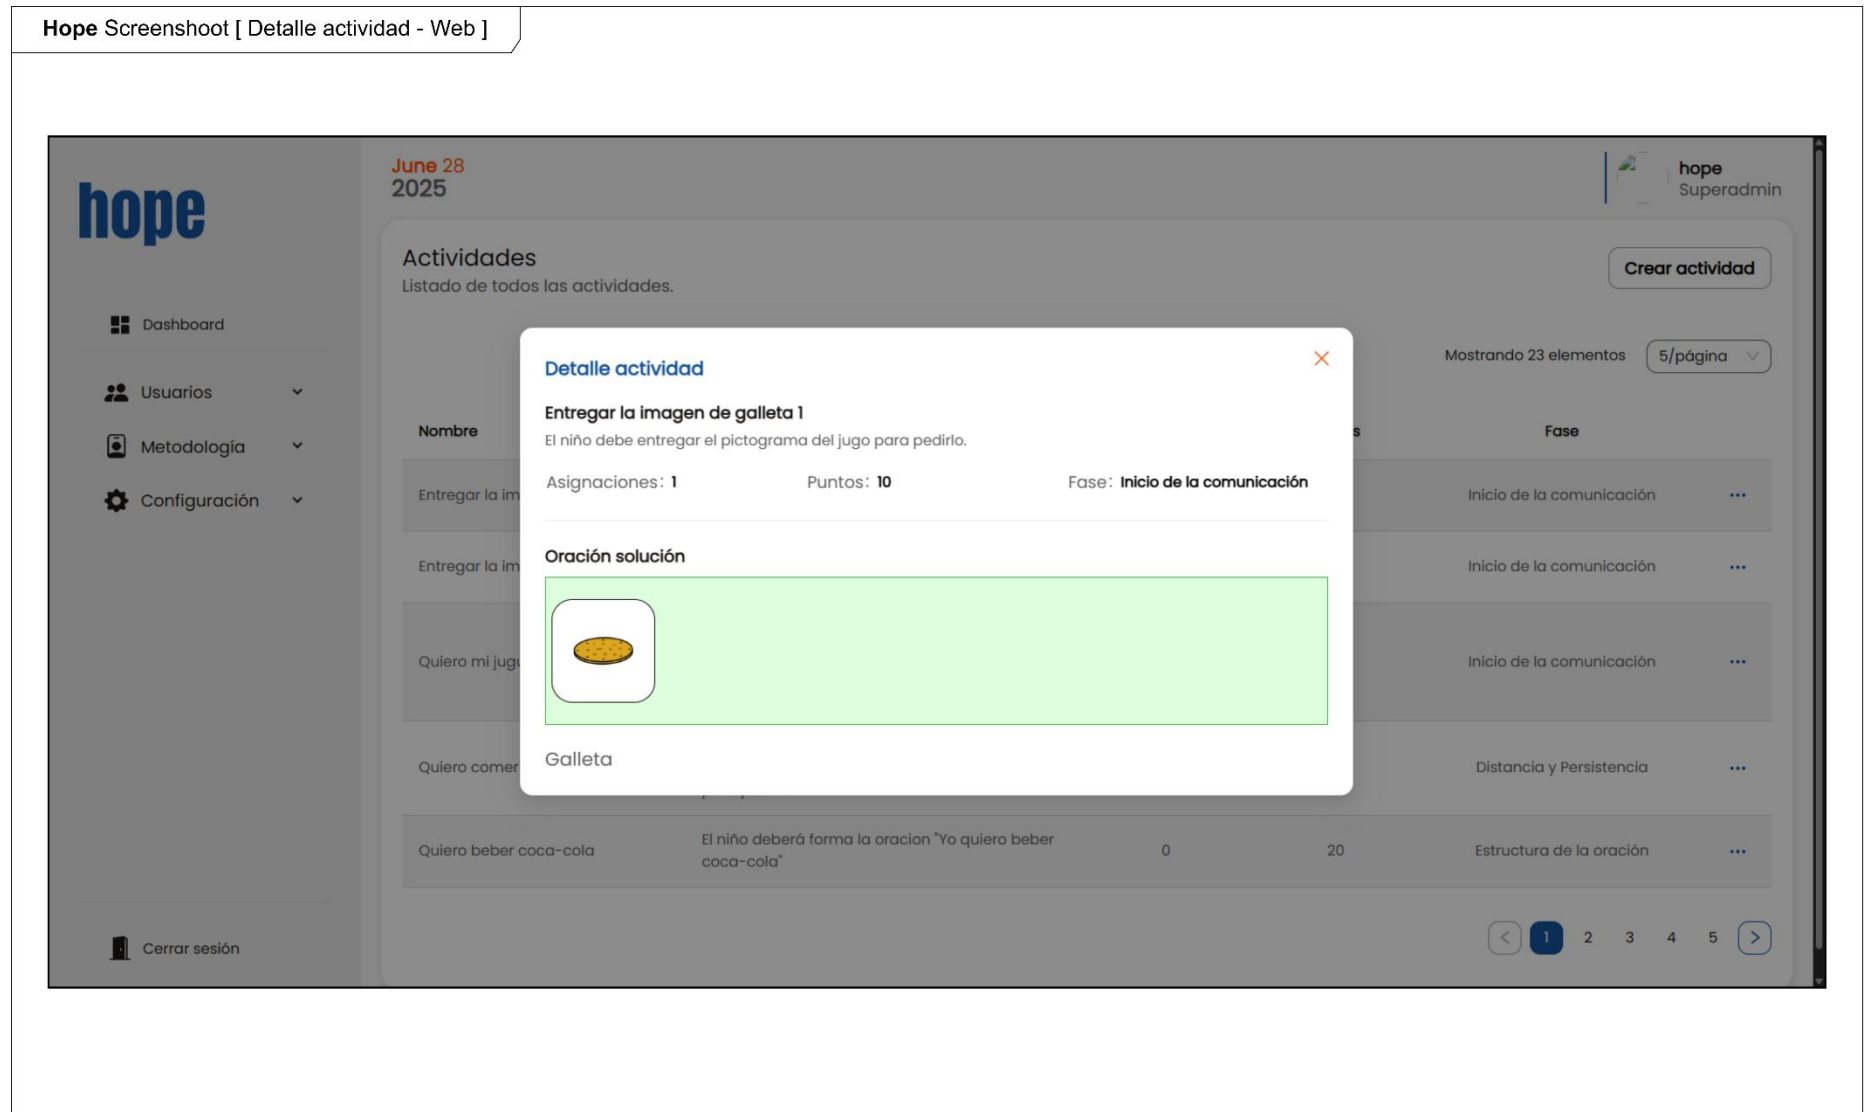 Hope Screenshoot [ Detalle actividad - Web ]
hope
June 28
2025
hope
Superadmin
Actividades
Listado de todos las actividades.
Crear actividad
Dashboard
Usuarios
Metodología
Configuración
Cerrar sesión
Mostrando 23 elementos
5/página
Nombre
s
Fase
Entregar la im
Inicio de la comunicación
Entregar la im
Inicio de la comunicación
Quiero mi jugu
Inicio de la comunicación
Quiero comer
Distancia y Persistencia
Quiero beber coca-cola
El niño deberá forma la oracion "Yo quiero beber
coca-cola"
0
20
Estructura de la oración
Detalle actividad
Entregar la imagen de galleta 1
El niño debe entregar el pictograma del jugo para pedirlo.
Asignaciones: 1
Puntos: 10
Fase: Inicio de la comunicación
Oración solución
Galleta
1 2 3 4 5